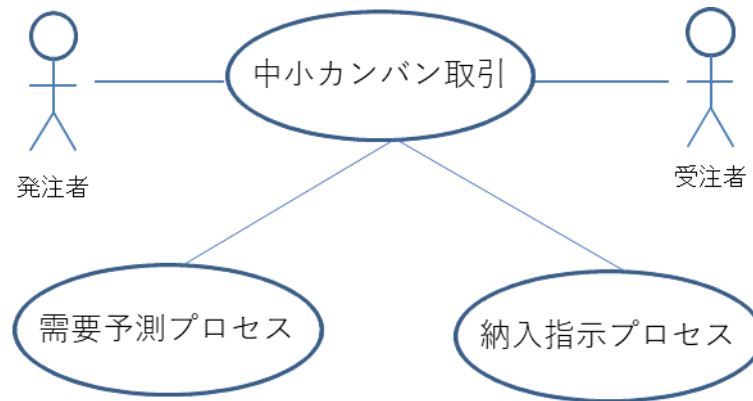 中小カンバン取引
発注者
受注者
需要予測プロセス
納入指示プロセス